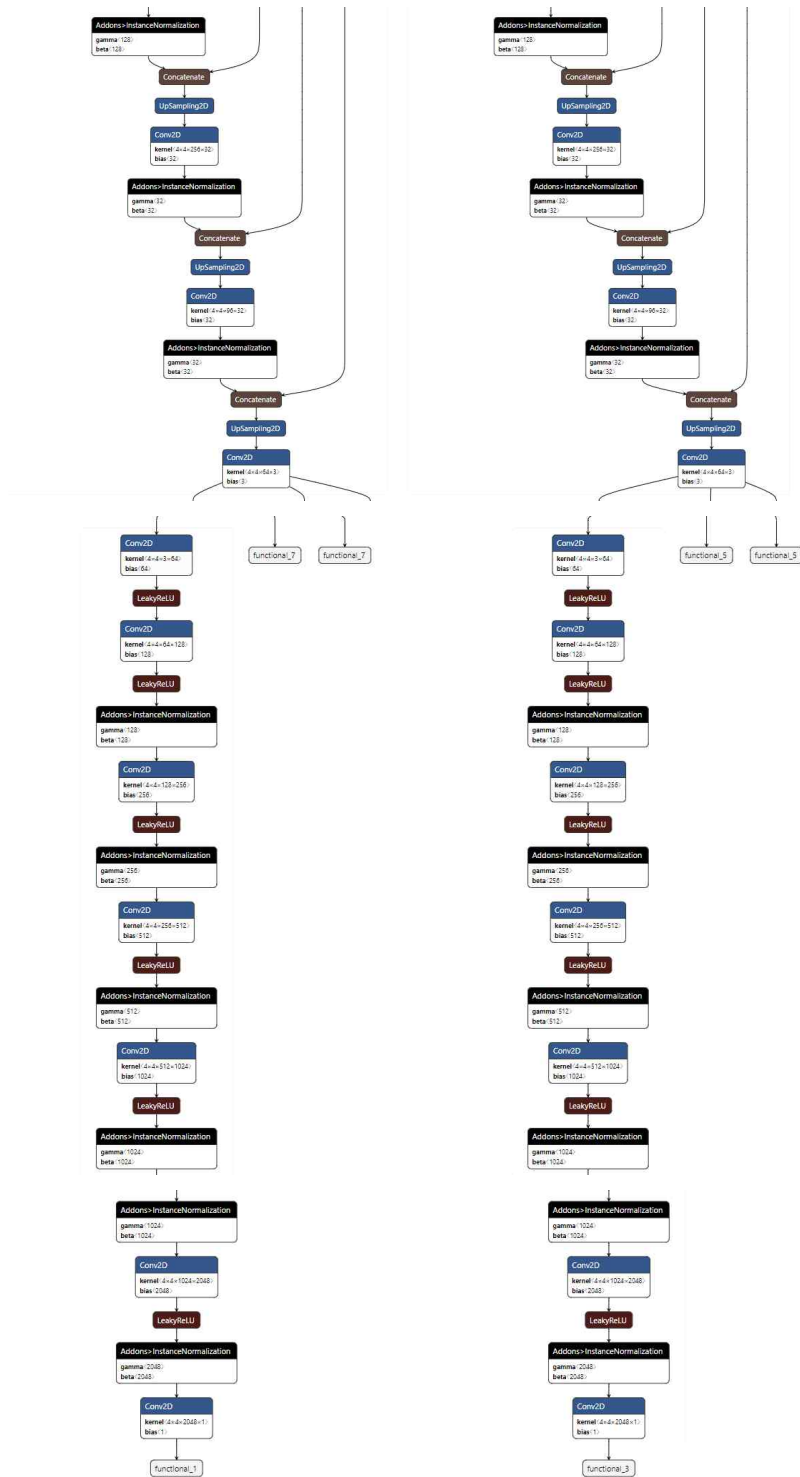 Addons>InstanceNormalization
gamma⟨128⟩
beta⟨128⟩
Concatenate
UpSampling2D
Conv2D
kernel⟨4×4×256×32⟩
bias⟨32⟩
Addons>InstanceNormalization
gamma⟨32⟩
beta⟨32⟩
Concatenate
UpSampling2D
Conv2D
kernel⟨4×4×96×32⟩
bias⟨32⟩
Addons>InstanceNormalization
gamma⟨32⟩
beta⟨32⟩
Concatenate
UpSampling2D
Conv2D
kernel⟨4×4×64×3⟩
bias⟨3⟩
Addons>InstanceNormalization
gamma⟨128⟩
beta⟨128⟩
Concatenate
UpSampling2D
Conv2D
kernel⟨4×4×256×32⟩
bias⟨32⟩
Addons>InstanceNormalization
gamma⟨32⟩
beta⟨32⟩
Concatenate
UpSampling2D
Conv2D
kernel⟨4×4×96×32⟩
bias⟨32⟩
Addons>InstanceNormalization
gamma⟨32⟩
beta⟨32⟩
Concatenate
UpSampling2D
Conv2D
kernel⟨4×4×64×3⟩
bias⟨3⟩
Conv2D
kernel⟨4×4×3×64⟩
bias⟨64⟩
functional_7
functional_7
LeakyReLU
Conv2D
kernel⟨4×4×64×128⟩
bias⟨128⟩
LeakyReLU
Addons>InstanceNormalization
gamma⟨128⟩
beta⟨128⟩
Conv2D
kernel⟨4×4×128×256⟩
bias⟨256⟩
LeakyReLU
Addons>InstanceNormalization
gamma⟨256⟩
beta⟨256⟩
Conv2D
kernel⟨4×4×256×512⟩
bias⟨512⟩
LeakyReLU
Addons>InstanceNormalization
gamma⟨512⟩
beta⟨512⟩
Conv2D
kernel⟨4×4×512×1024⟩
bias⟨1024⟩
LeakyReLU
Addons>InstanceNormalization
gamma⟨1024⟩
beta⟨1024⟩
Conv2D
kernel⟨4×4×3×64⟩
bias⟨64⟩
functional_5
functional_5
LeakyReLU
Conv2D
kernel⟨4×4×64×128⟩
bias⟨128⟩
LeakyReLU
Addons>InstanceNormalization
gamma⟨128⟩
beta⟨128⟩
Conv2D
kernel⟨4×4×128×256⟩
bias⟨256⟩
LeakyReLU
Addons>InstanceNormalization
gamma⟨256⟩
beta⟨256⟩
Conv2D
kernel⟨4×4×256×512⟩
bias⟨512⟩
LeakyReLU
Addons>InstanceNormalization
gamma⟨512⟩
beta⟨512⟩
Conv2D
kernel⟨4×4×512×1024⟩
bias⟨1024⟩
LeakyReLU
Addons>InstanceNormalization
gamma⟨1024⟩
beta⟨1024⟩
Addons>InstanceNormalization
gamma⟨1024⟩
beta⟨1024⟩
Conv2D
kernel⟨4×4×1024×2048⟩
bias⟨2048⟩
LeakyReLU
Addons>InstanceNormalization
gamma⟨2048⟩
beta⟨2048⟩
Conv2D
kernel⟨4×4×2048×1⟩
bias⟨1⟩
functional_1
Addons>InstanceNormalization
gamma⟨1024⟩
beta⟨1024⟩
Conv2D
kernel⟨4×4×1024×2048⟩
bias⟨2048⟩
LeakyReLU
Addons>InstanceNormalization
gamma⟨2048⟩
beta⟨2048⟩
Conv2D
kernel⟨4×4×2048×1⟩
bias⟨1⟩
functional_3